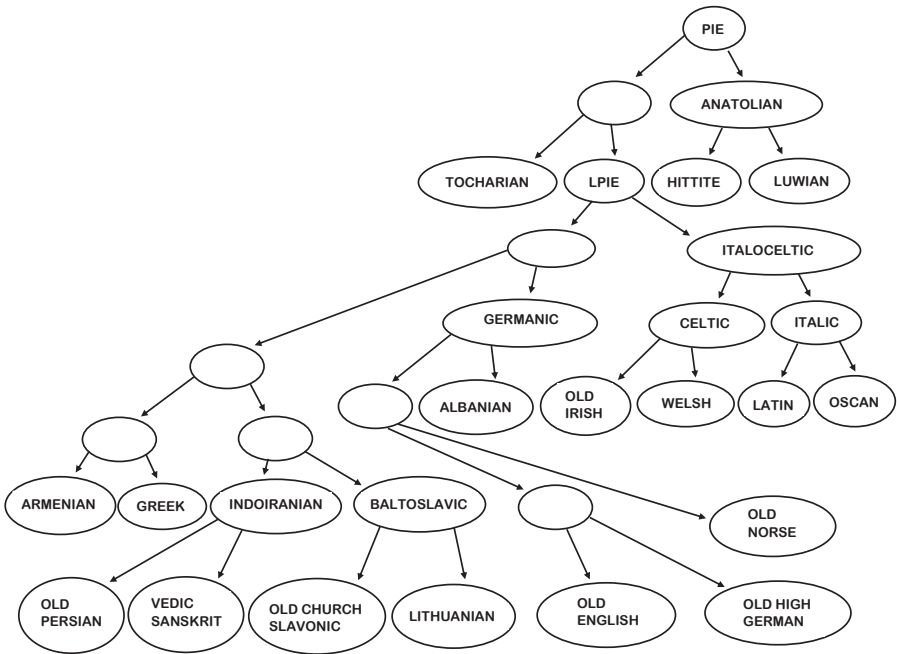 PIE
ANATOLIAN
TOCHARIAN
LPIE
HITTITE
LUWIAN
ITALOCELTIC
GERMANIC
CELTIC
ITALIC
ALBANIAN
OLD
IRISH
WELSH
LATIN
OSCAN
ARMENIAN
GREEK
INDOIRANIAN
BALTOSLAVIC
OLD
NORSE
OLD
PERSIAN
VEDIC
SANSKRIT
OLD CHURCH
SLAVONIC
LITHUANIAN
OLD
ENGLISH
OLD HIGH
GERMAN